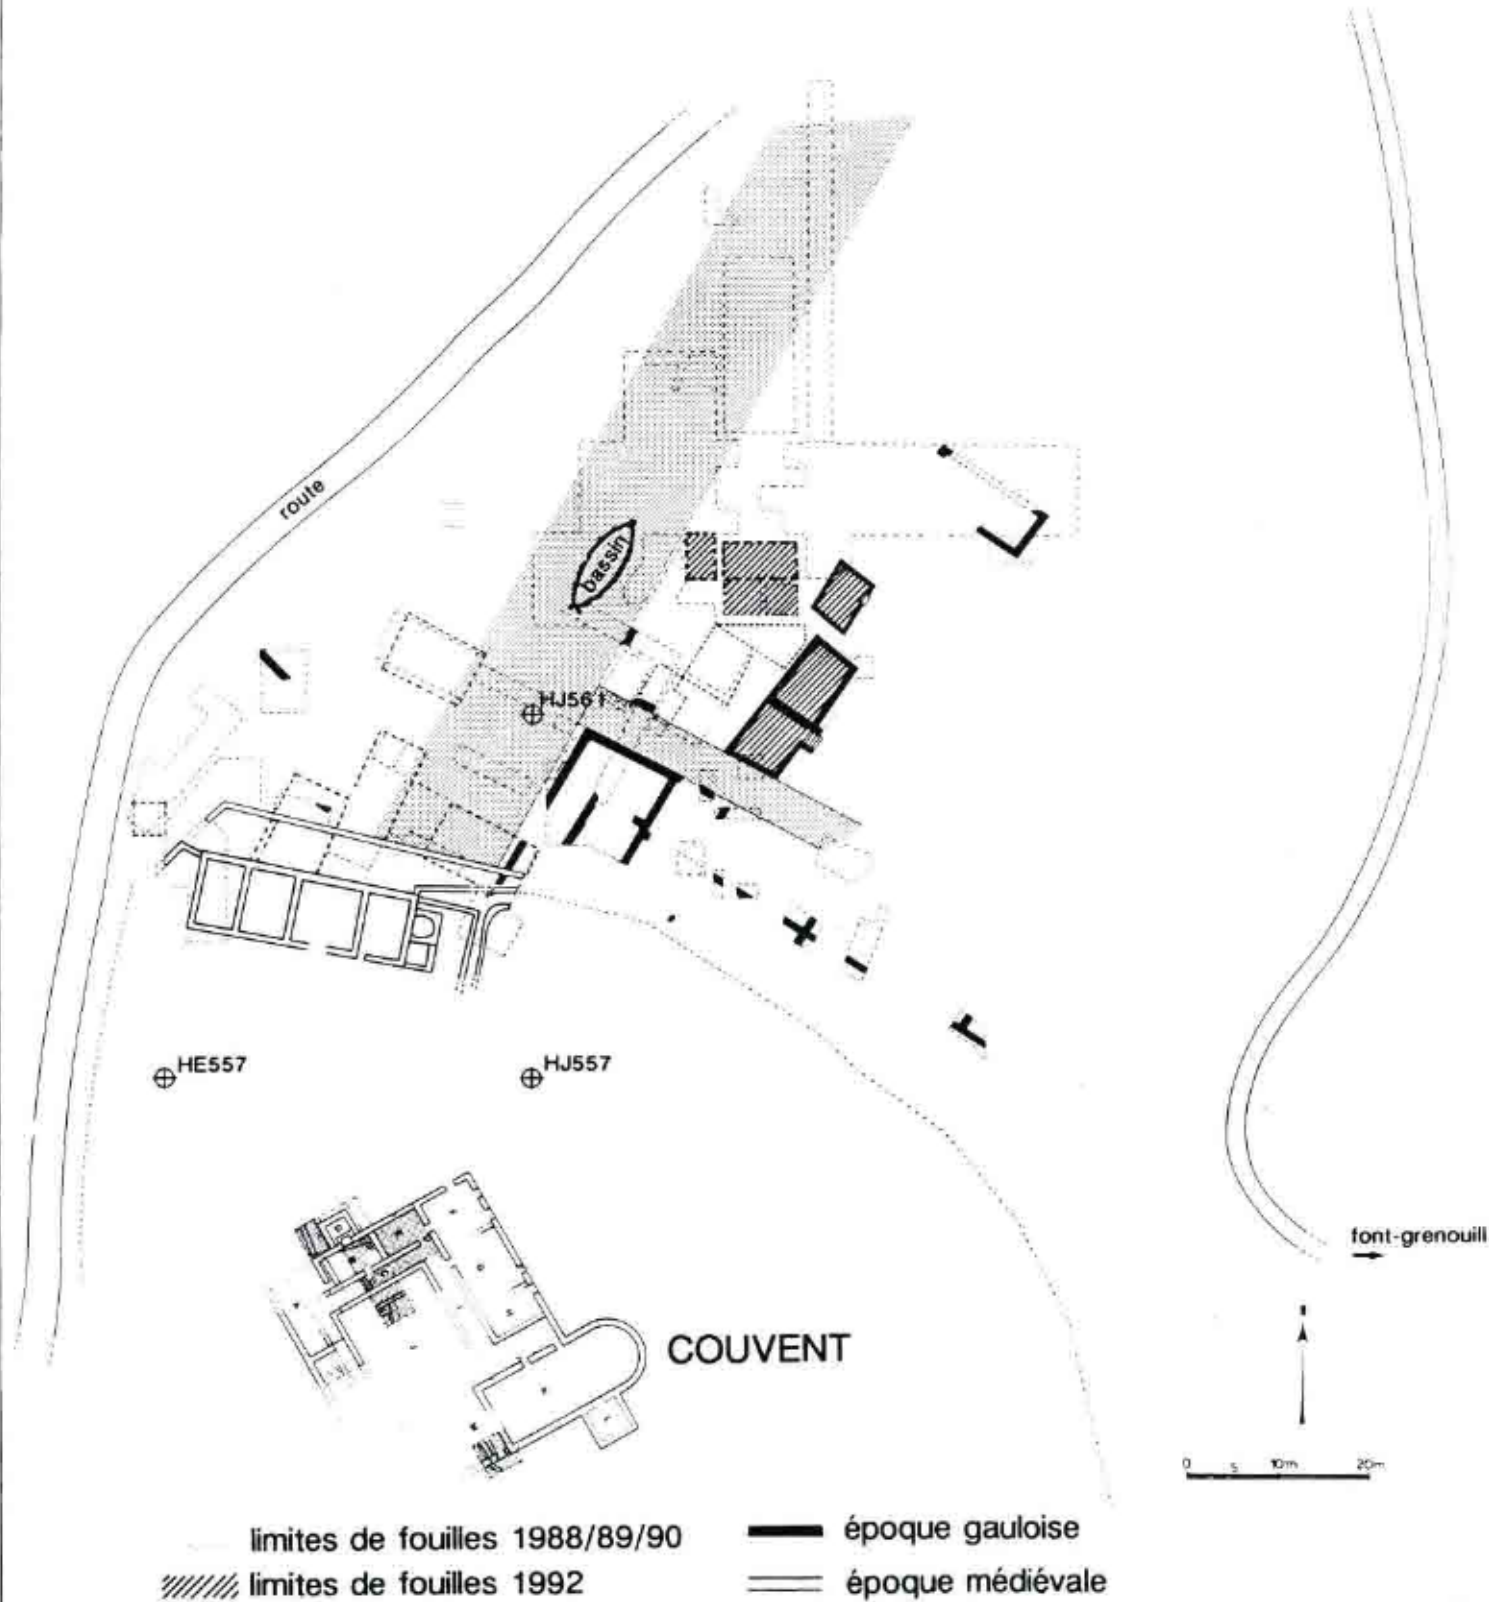 route
bassin
HJ561
HE557
HJ557
font-grenouill
COUVENT
0 5 10m 20m
limites de fouilles 1988/89/90
époque gauloise
limites de fouilles 1992
époque médiévale